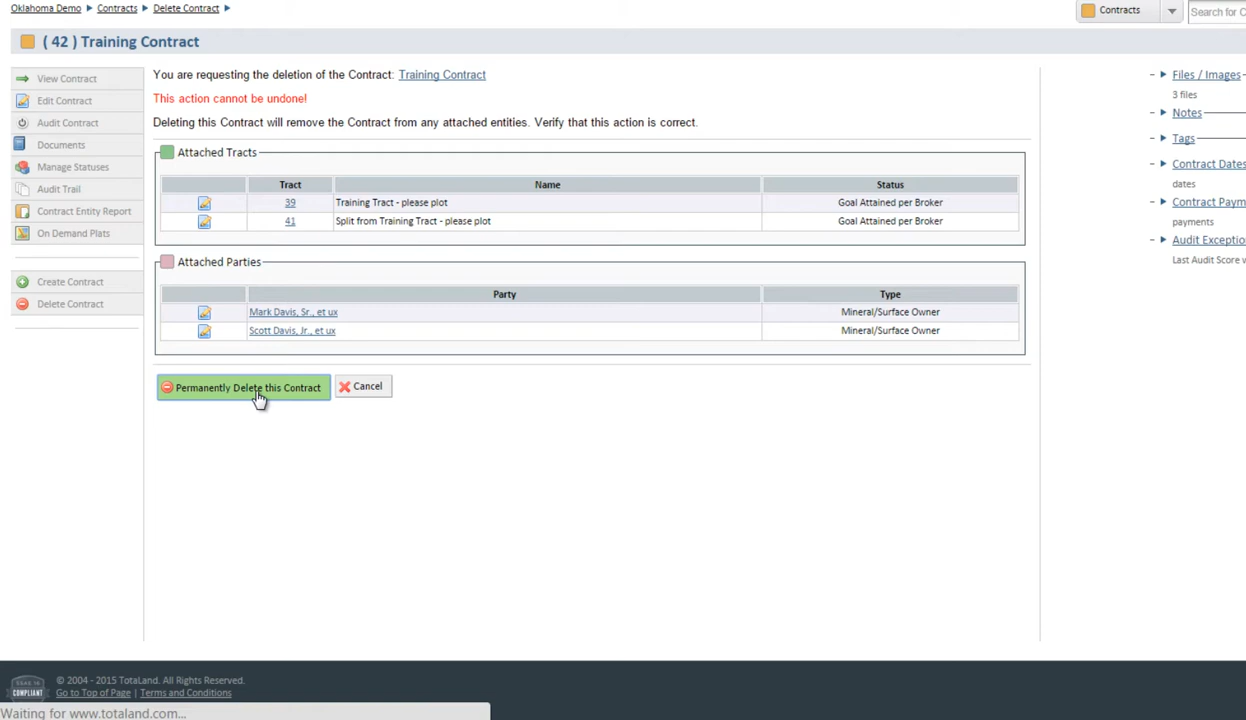 Oklahoma Demo Contracts Delete Contract
Contracts
Search for C
( 42 ) Training Contract
View Contract
Edit Contract
Audit Contract
Documents
Manage Statuses
Audit Trail
Contract Entity Report
On Demand Plats
Create Contract
Delete Contract
You are requesting the deletion of the Contract: Training Contract
This action cannot be undone!
Deleting this Contract will remove the Contract from any attached entities. Verify that this action is correct.
Attached Tracts
Tract Name Status
39 Training Tract - please plot Goal Attained per Broker
41 Split from Training Tract - please plot Goal Attained per Broker
Attached Parties
Party Type
Mark Davis, Sr., et ux Mineral/Surface Owner
Scott Davis, Jr., et ux Mineral/Surface Owner
Permanently Delete this Contract Cancel
– Files / Images
3 files
– Notes
– Tags
– Contract Dates
dates
– Contract Paym
payments
– Audit Exceptio
Last Audit Score w
COMPLIANT
© 2004 - 2015 TotaLand. All Rights Reserved.
Go to Top of Page | Terms and Conditions
Waiting for www.totaland.com...